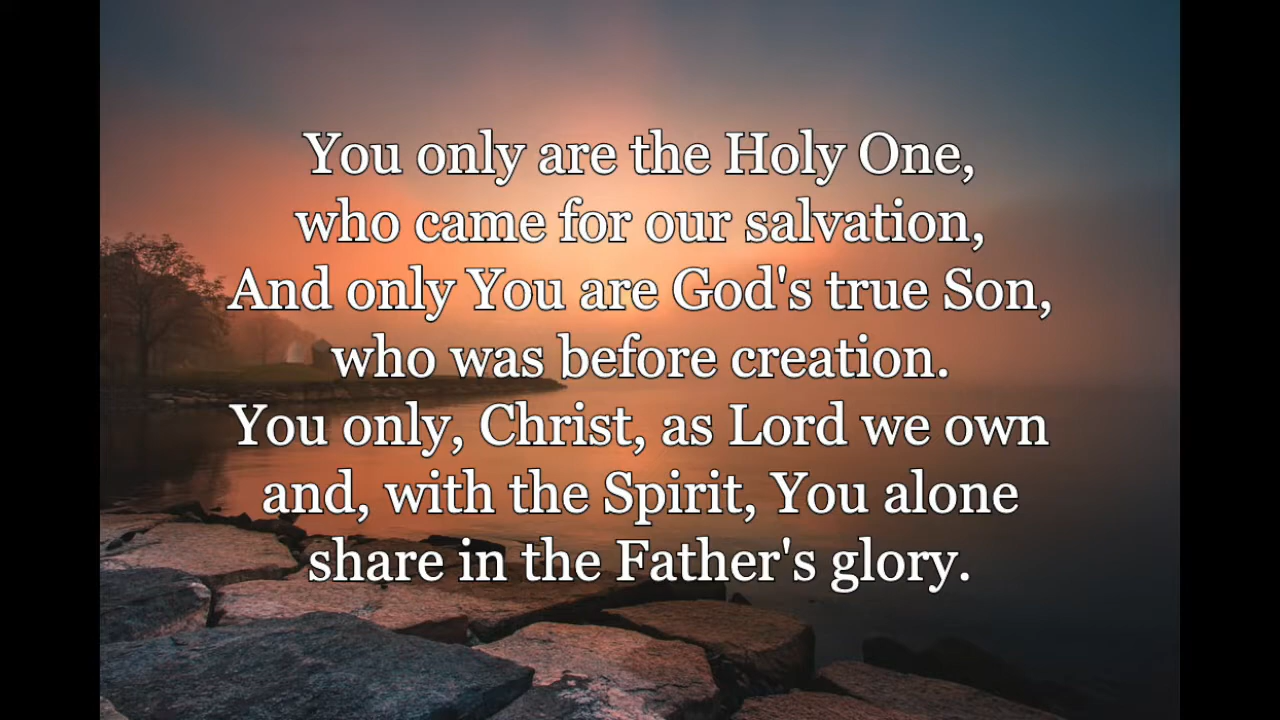 You only are the Holy One,
who came for our salvation,
And only You are God's true Son,
who was before creation.
You only, Christ, as Lord we own
and, with the Spirit, You alone
share in the Father's glory.